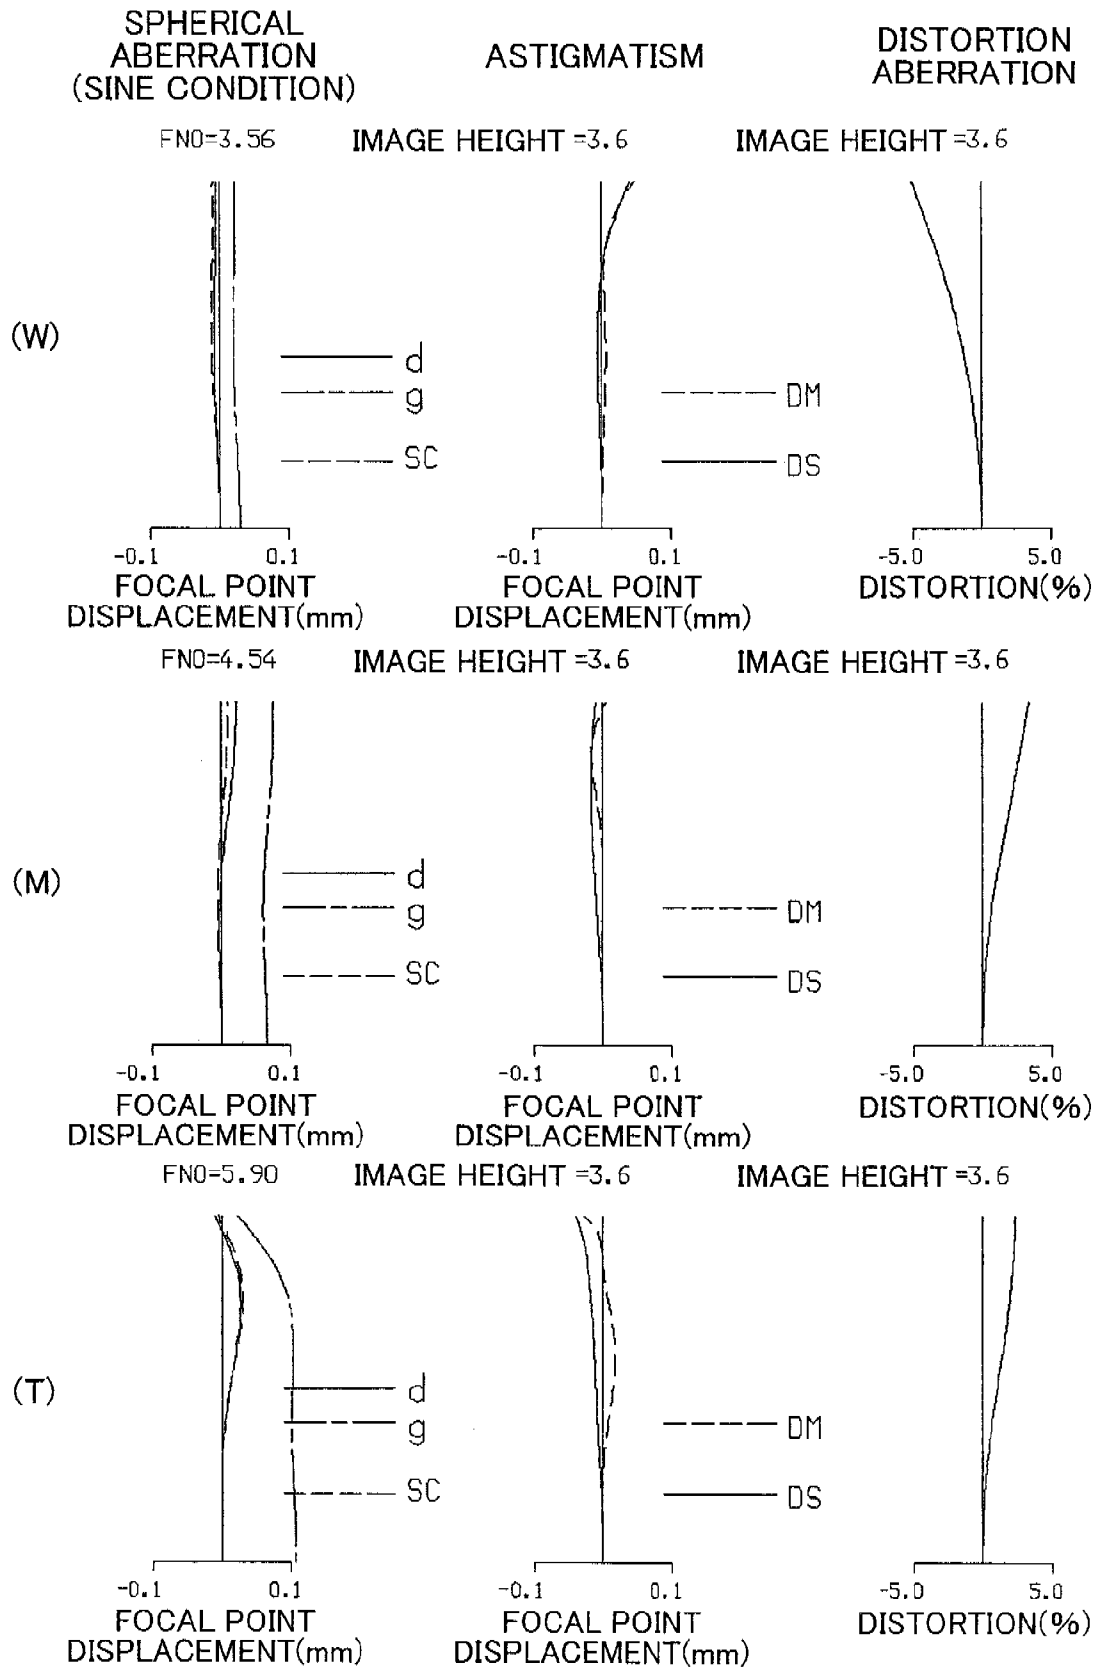 SPHERICAL
ABERRATION
(SINE CONDITION)
ASTIGMATISM
DISTORTION
ABERRATION
FNO=3.56
IMAGE HEIGHT =3.6
IMAGE HEIGHT =3.6
(W)
d
g
SC
DM
DS
-0.1 0.1
FOCAL POINT
DISPLACEMENT(mm)
-0.1 0.1
FOCAL POINT
DISPLACEMENT(mm)
-5.0 5.0
DISTORTION(%)
FNO=4.54
IMAGE HEIGHT =3.6
IMAGE HEIGHT =3.6
(M)
d
g
SC
DM
DS
-0.1 0.1
FOCAL POINT
DISPLACEMENT(mm)
-0.1 0.1
FOCAL POINT
DISPLACEMENT(mm)
-5.0 5.0
DISTORTION(%)
FNO=5.90
IMAGE HEIGHT =3.6
IMAGE HEIGHT =3.6
(T)
d
g
SC
DM
DS
-0.1 0.1
FOCAL POINT
DISPLACEMENT(mm)
-0.1 0.1
FOCAL POINT
DISPLACEMENT(mm)
-5.0 5.0
DISTORTION(%)